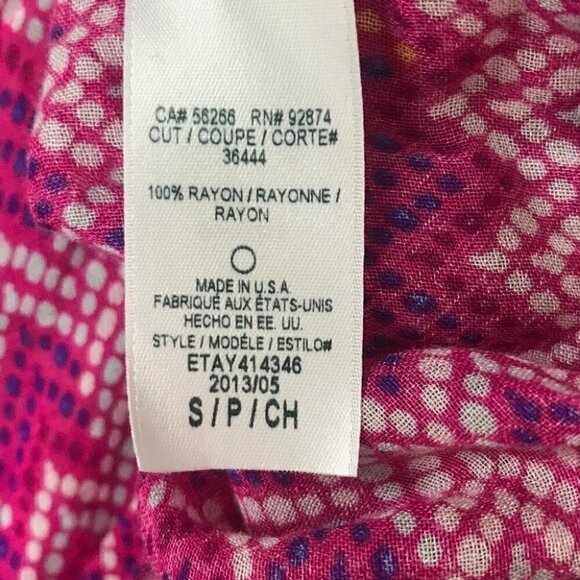 CA# 56266 RN# 92874
CUT / COUPE / CORTE#
36444
100% RAYON / RAYONNE /
RAYON
MADE IN U.S.A.
FABRIQUÉ AUX ÉTATS-UNIS
HECHO EN EE. UU.
STYLE / MODÈLE / ESTILO#
ETAY414346
2013/05
S / P / CH